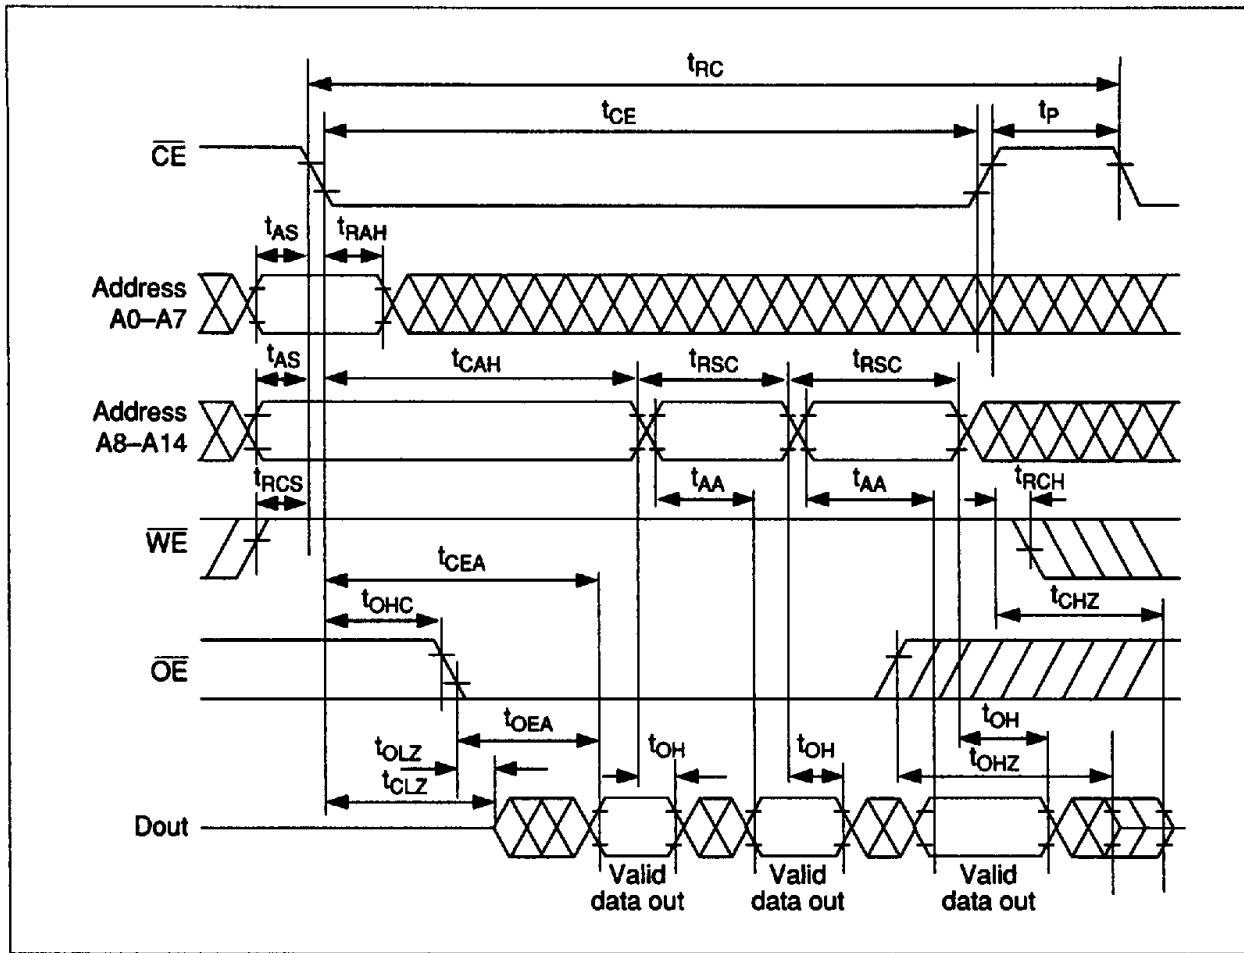 tRC
tCE
tP
CE
tAS
tRAH
Address
A0–A7
tAS
tCAH
tRSC
tRSC
Address
A8–A14
tRCS
tAA
tAA
tRCH
WE
tCEA
tCHZ
tOHC
OE
tOEA
tOH
tOLZ
tOH
tOH
tOHZ
tCLZ
Dout
Valid
data out
Valid
data out
Valid
data out